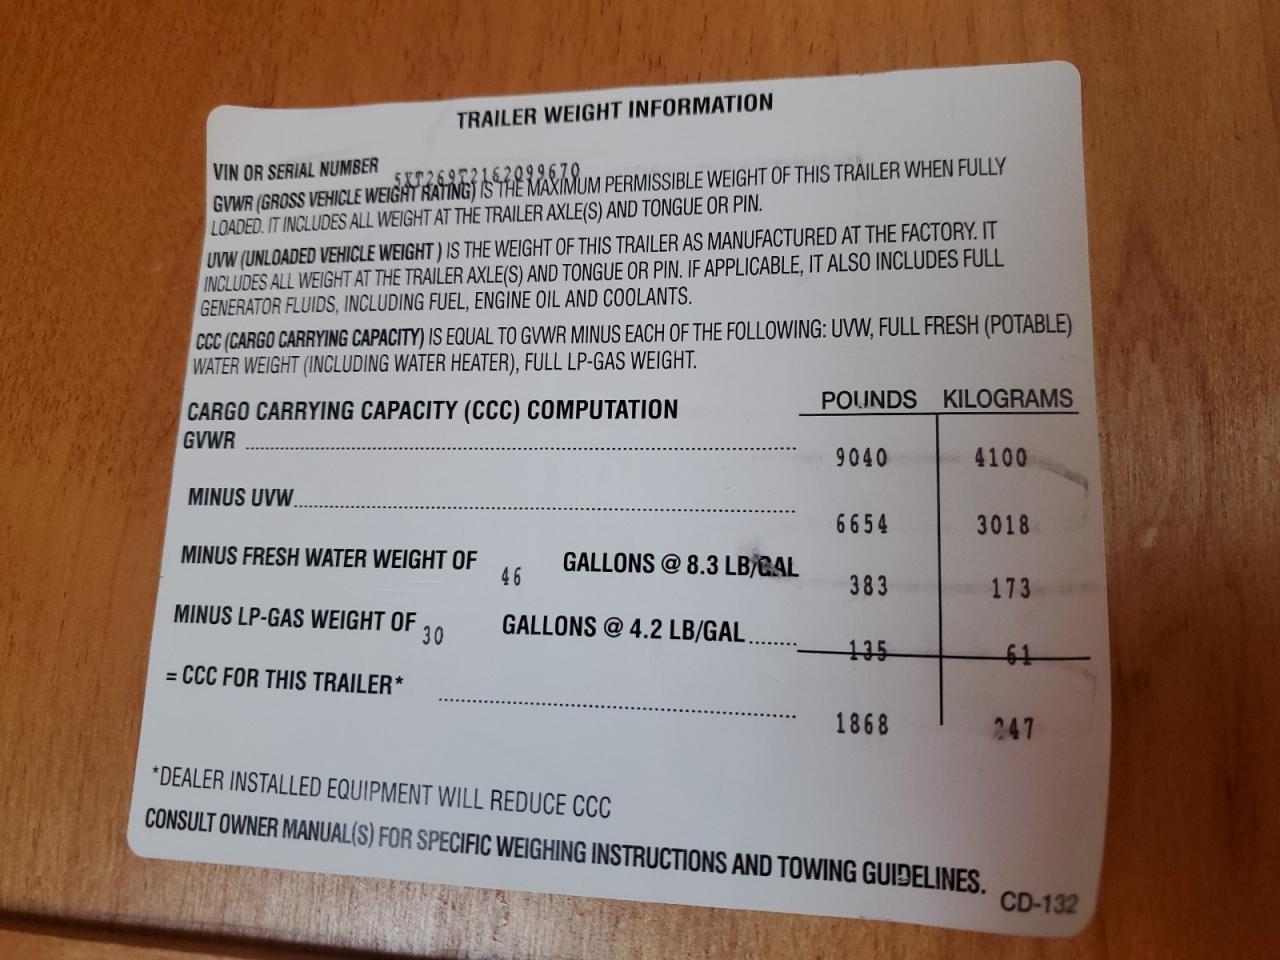 TRAILER WEIGHT INFORMATION
VIN OR SERIAL NUMBER
GVWR (GROSS VEHICLE WEIGHT RATING) IS THE MAXIMUM PERMISSIBLE WEIGHT OF THIS TRAILER WHEN FULLY
LOADED. IT INCLUDES ALL WEIGHT AT THE TRAILER AXLE(S) AND TONGUE OR PIN.
UVW (UNLOADED VEHICLE WEIGHT ) IS THE WEIGHT OF THIS TRAILER AS MANUFACTURED AT THE FACTORY. IT
INCLUDES ALL WEIGHT AT THE TRAILER AXLE(S) AND TONGUE OR PIN. IF APPLICABLE, IT ALSO INCLUDES FULL
GENERATOR FLUIDS, INCLUDING FUEL, ENGINE OIL AND COOLANTS.
CCC (CARGO CARRYING CAPACITY) IS EQUAL TO GVWR MINUS EACH OF THE FOLLOWING: UVW, FULL FRESH (POTABLE)
WATER WEIGHT (INCLUDING WATER HEATER), FULL LP-GAS WEIGHT.
CARGO CARRYING CAPACITY (CCC) COMPUTATION POUNDS KILOGRAMS
GVWR 9040 4100
MINUS UVW 6654 3018
MINUS FRESH WATER WEIGHT OF 46 GALLONS @ 8.3 LB/GAL 383 173
MINUS LP-GAS WEIGHT OF 30 GALLONS @ 4.2 LB/GAL 135 61
= CCC FOR THIS TRAILER* 1868 247
*DEALER INSTALLED EQUIPMENT WILL REDUCE CCC
CONSULT OWNER MANUAL(S) FOR SPECIFIC WEIGHING INSTRUCTIONS AND TOWING GUIDELINES.
CD-132